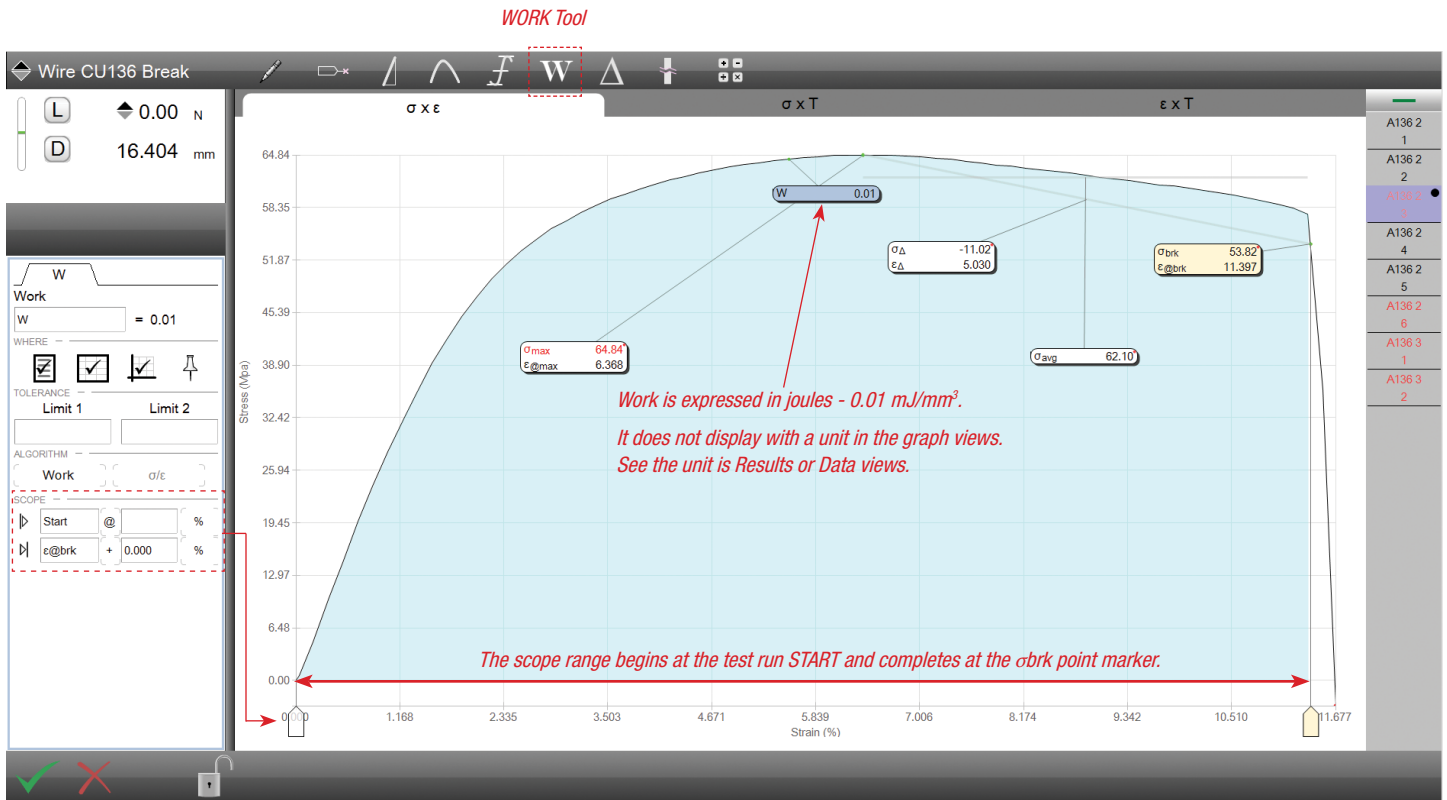 WORK Tool
Wire CU136 Break
W
Δ
L
0.00 N
D
16.404 mm
W
Work
W = 0.01
WHERE
TOLERANCE
Limit 1 Limit 2
ALGORITHM
Work σ/ε
SCOPE
Start @ %
ε@brk + 0.000 %
σ x ε
σ x T
ε x T
64.84
58.35
51.87
45.39
38.90
32.42
25.94
19.45
12.97
6.48
0.00
Stress (Mpa)
W 0.01
σΔ -11.02*
εΔ 5.030
σbrk 53.82*
ε@brk 11.397
σmax 64.84*
ε@max 6.368
σavg 62.10*
Work is expressed in joules - 0.01 mJ/mm³.
It does not display with a unit in the graph views.
See the unit is Results or Data views.
The scope range begins at the test run START and completes at the σbrk point marker.
0.000 1.168 2.335 3.503 4.671 5.839 7.006 8.174 9.342 10.510 11.677
Strain (%)
A136 2
1
A136 2
2
A136 2
3
A136 2
4
A136 2
5
A136 2
6
A136 3
1
A136 3
2